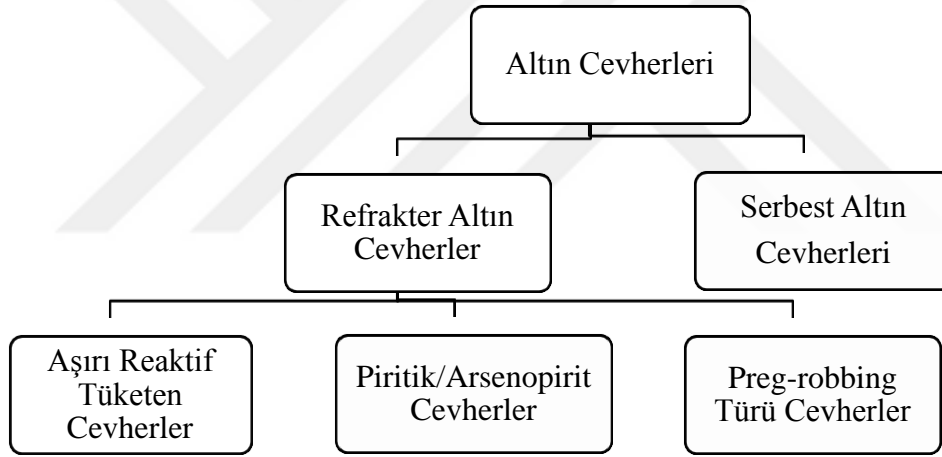 Altın Cevherleri
Refrakter Altın
Cevherler
Serbest Altın
Cevherleri
Aşırı Reaktif
Tüketen
Cevherler
Piritik/Arsenopirit
Cevherler
Preg-robbing
Türü Cevherler